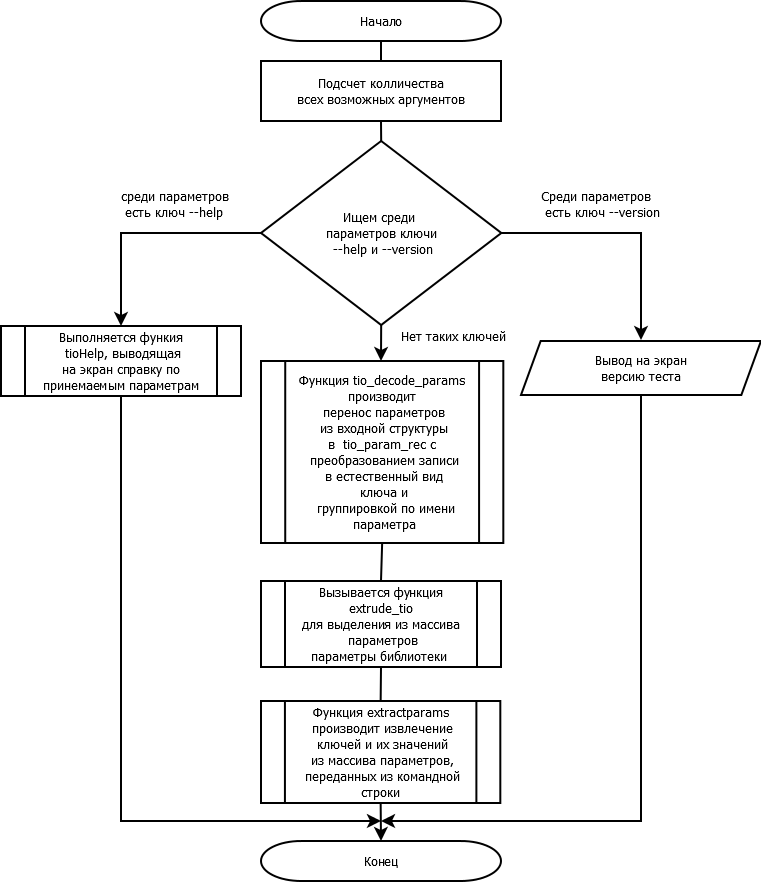 Начало
Подсчет колличества
всех возможных аргументов
среди параметров
есть ключ --help
Ищем среди
параметров ключи
--help и --version
Среди параметров
есть ключ --version
Нет таких ключей
Выполняется функия
tioHelp, выводящая
на экран справку по
принемаемым параметрам
Вывод на экран
версию теста
Функция tio_decode_params
производит
перенос параметров
из входной структуры
в tio_param_rec с
преобразованием записи
в естественный вид
ключа и
группировкой по имени
параметра
Вызывается функция
extrude_tio
для выделения из массива
параметров
параметры библиотеки
Функция extractparams
производит извлечение
ключей и их значений
из массива параметров,
переданных из командной
строки
Конец